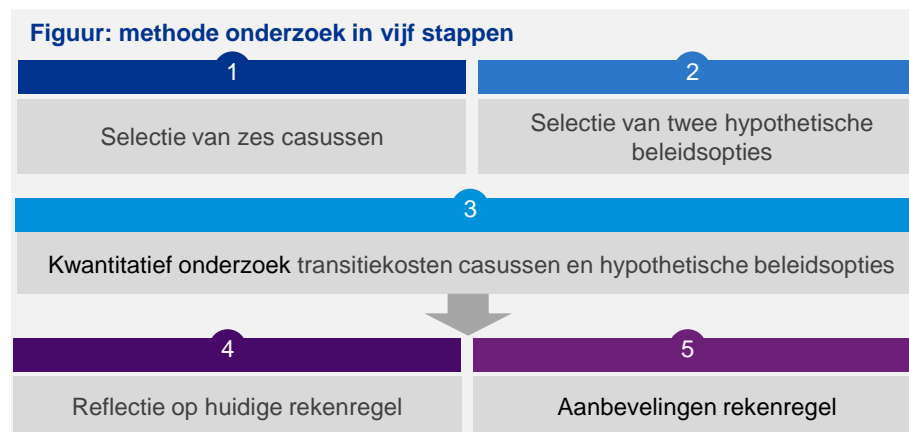 Figuur: methode onderzoek in vijf stappen
1
2
Selectie van zes casussen
Selectie van twee hypothetische
beleidsopties
3
Kwantitatief onderzoek transitiekosten casussen en hypothetische beleidsopties
4
5
Reflectie op huidige rekenregel
Aanbevelingen rekenregel